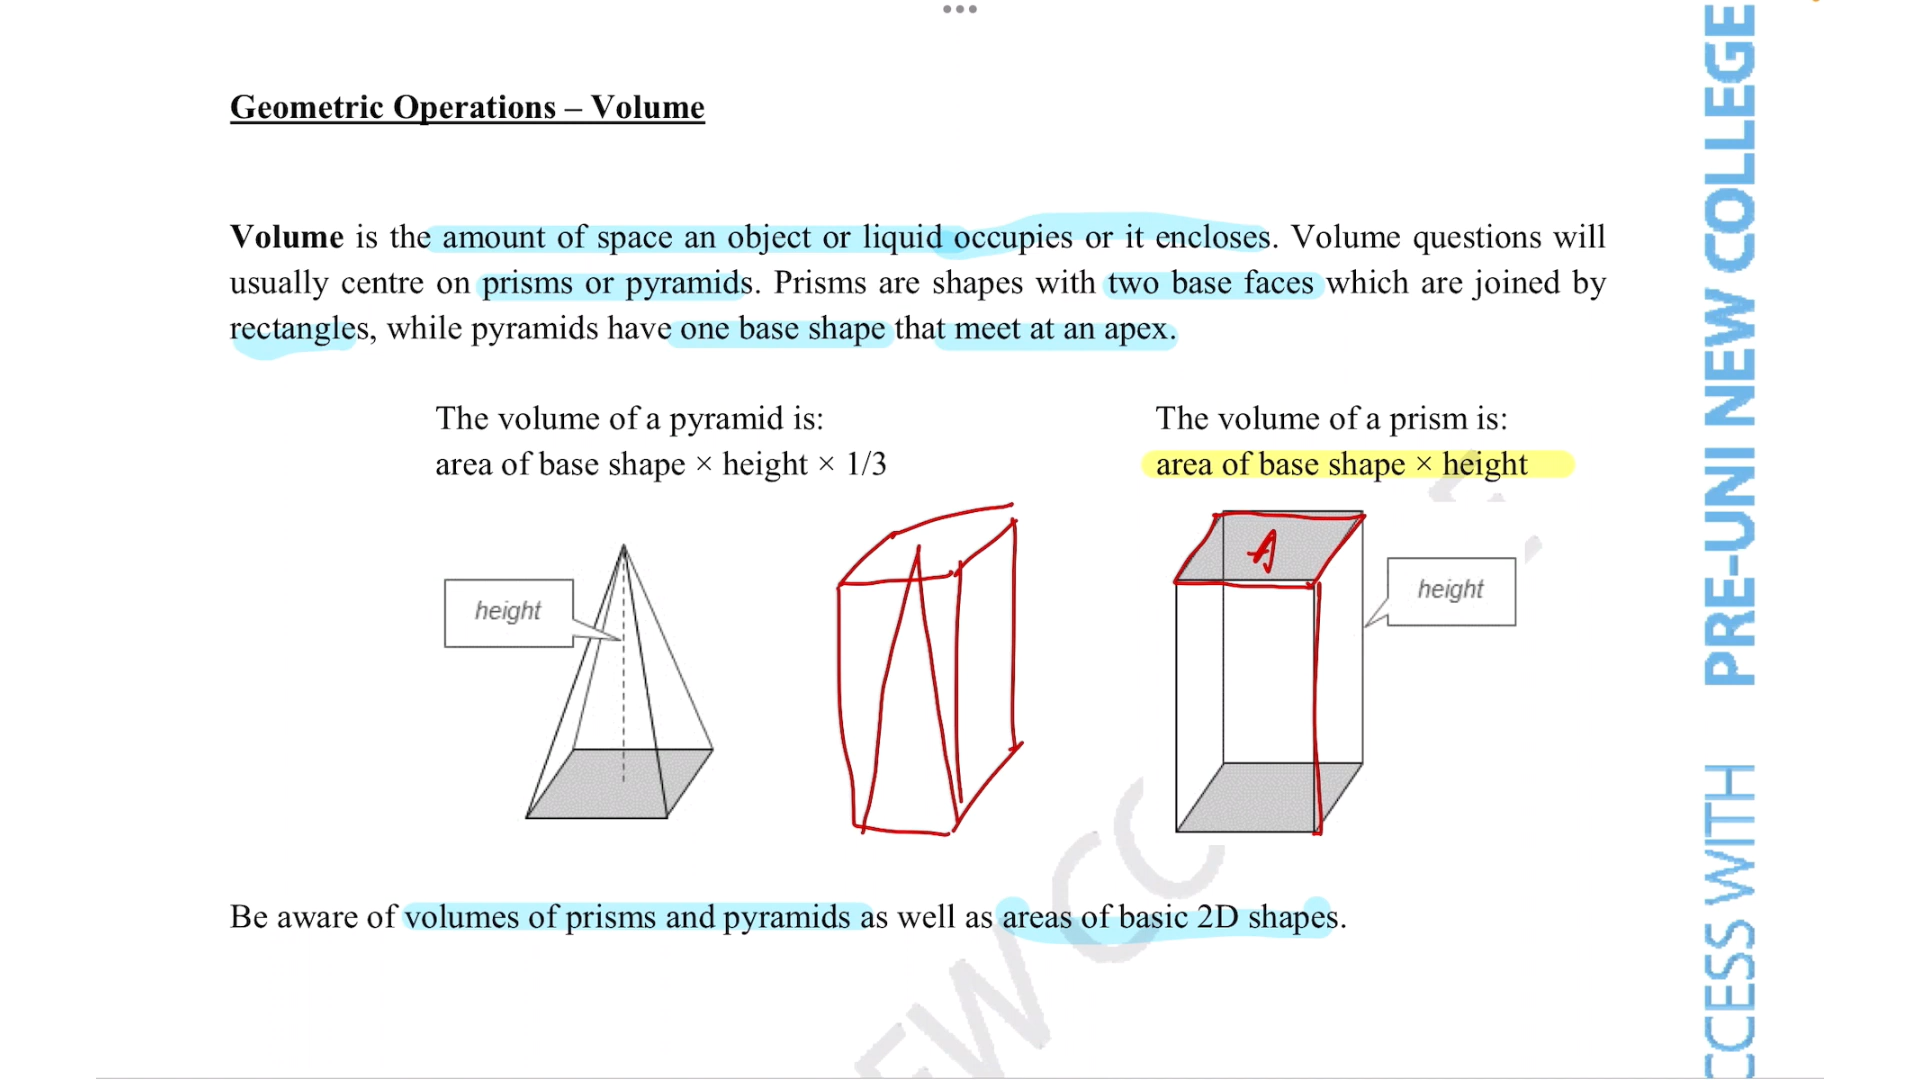 Geometric Operations – Volume
Volume is the amount of space an object or liquid occupies or it encloses. Volume questions will
usually centre on prisms or pyramids. Prisms are shapes with two base faces which are joined by
rectangles, while pyramids have one base shape that meet at an apex.
The volume of a pyramid is:
area of base shape × height × 1/3
The volume of a prism is:
area of base shape × height
height
A
height
Be aware of volumes of prisms and pyramids as well as areas of basic 2D shapes.
CCESS WITH PRE-UNI NEW COLLEGE
EW CC